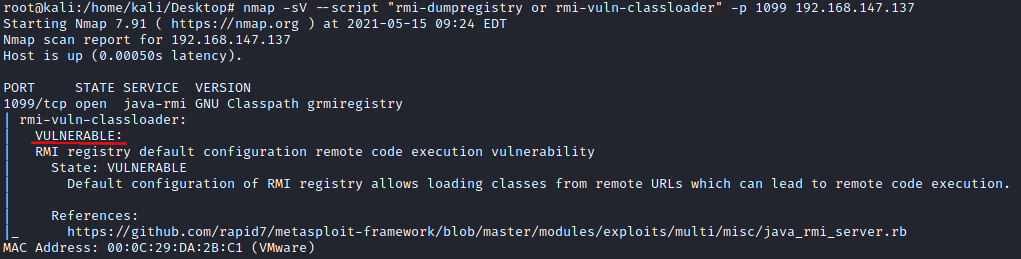 root@kali:/home/kali/Desktop# nmap -sV --script "rmi-dumpregistry or rmi-vuln-classloader" -p 1099 192.168.147.137
Starting Nmap 7.91 ( https://nmap.org ) at 2021-05-15 09:24 EDT
Nmap scan report for 192.168.147.137
Host is up (0.00050s latency).

PORT     STATE SERVICE  VERSION
1099/tcp open  java-rmi GNU Classpath grmiregistry
| rmi-vuln-classloader:
|   VULNERABLE:
|   RMI registry default configuration remote code execution vulnerability
|     State: VULNERABLE
|       Default configuration of RMI registry allows loading classes from remote URLs which can lead to remote code execution.
|
|     References:
|_      https://github.com/rapid7/metasploit-framework/blob/master/modules/exploits/multi/misc/java_rmi_server.rb
MAC Address: 00:0C:29:DA:2B:C1 (VMware)